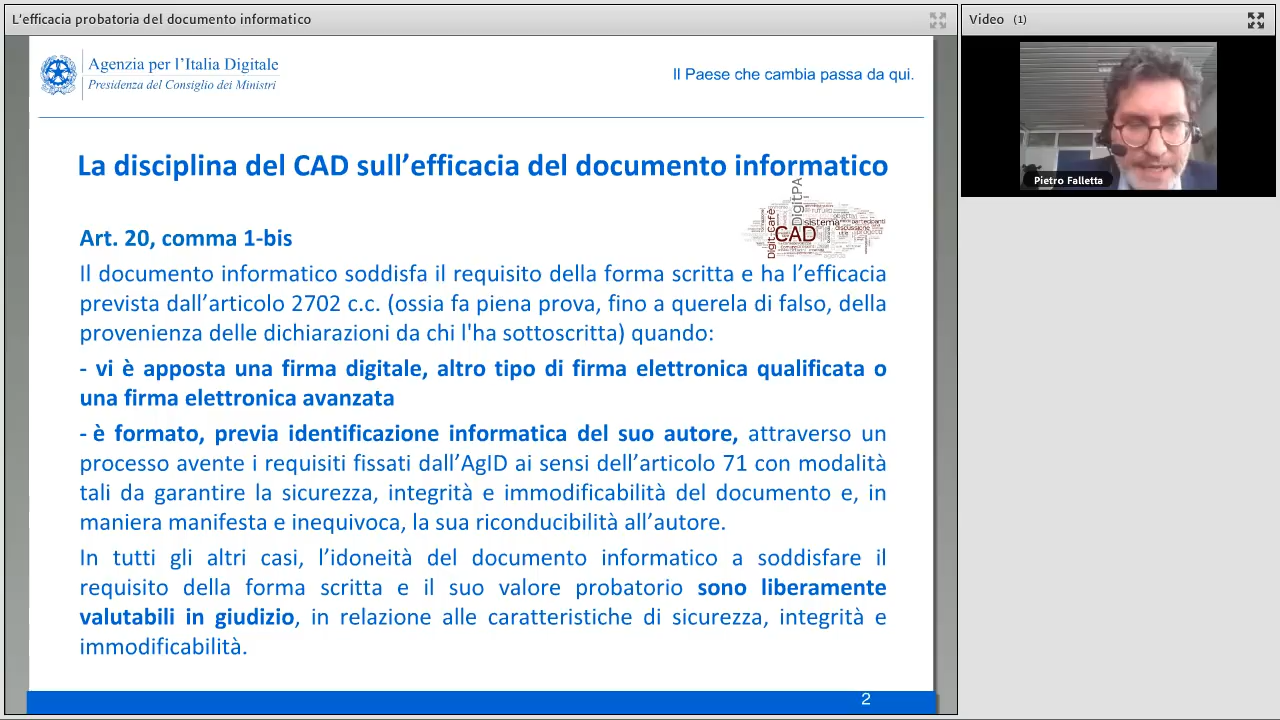 L'efficacia probatoria del documento informatico
Video (1)
Agenzia per l'Italia Digitale
Presidenza del Consiglio dei Ministri
Il Paese che cambia passa da qui.
Pietro Falletta
La disciplina del CAD sull'efficacia del documento informatico
DigitPA
Digit-Cafè
CAD
sistema
partecipanti
discussione
Art. 20, comma 1-bis
Il documento informatico soddisfa il requisito della forma scritta e ha l'efficacia
prevista dall'articolo 2702 c.c. (ossia fa piena prova, fino a querela di falso, della
provenienza delle dichiarazioni da chi l'ha sottoscritta) quando:
- vi è apposta una firma digitale, altro tipo di firma elettronica qualificata o
una firma elettronica avanzata
- è formato, previa identificazione informatica del suo autore, attraverso un
processo avente i requisiti fissati dall'AgID ai sensi dell'articolo 71 con modalità
tali da garantire la sicurezza, integrità e immodificabilità del documento e, in
maniera manifesta e inequivoca, la sua riconducibilità all'autore.
In tutti gli altri casi, l'idoneità del documento informatico a soddisfare il
requisito della forma scritta e il suo valore probatorio sono liberamente
valutabili in giudizio, in relazione alle caratteristiche di sicurezza, integrità e
immodificabilità.
2